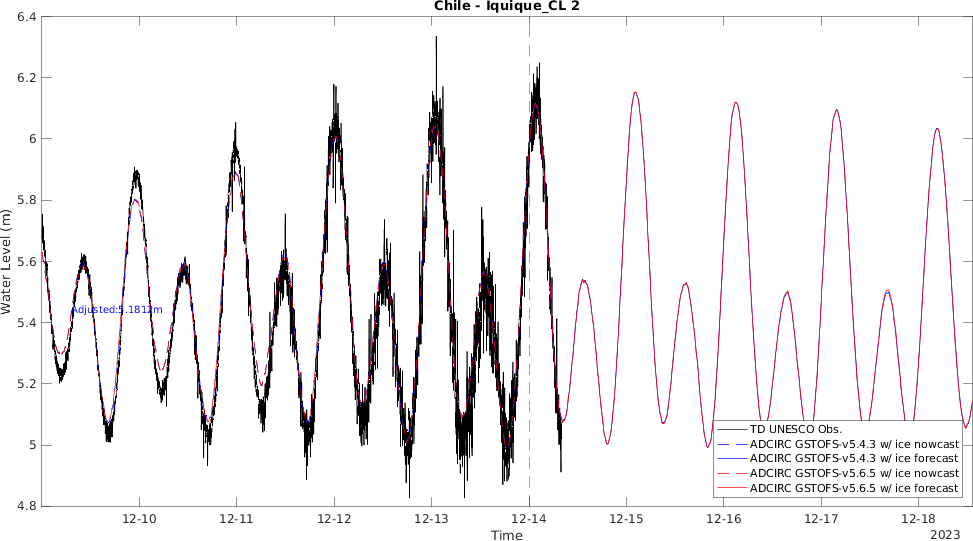 Chile - Iquique_CL 2
6.4
6.2
6
5.8
5.6
5.4
5.2
5
4.8
Water Level (m)
Adjusted:5.1812m
TD UNESCO Obs.
ADCIRC GSTOFS-v5.4.3 w/ ice nowcast
ADCIRC GSTOFS-v5.4.3 w/ ice forecast
ADCIRC GSTOFS-v5.6.5 w/ ice nowcast
ADCIRC GSTOFS-v5.6.5 w/ ice forecast
12-10 12-11 12-12 12-13 12-14 12-15 12-16 12-17 12-18
Time
2023